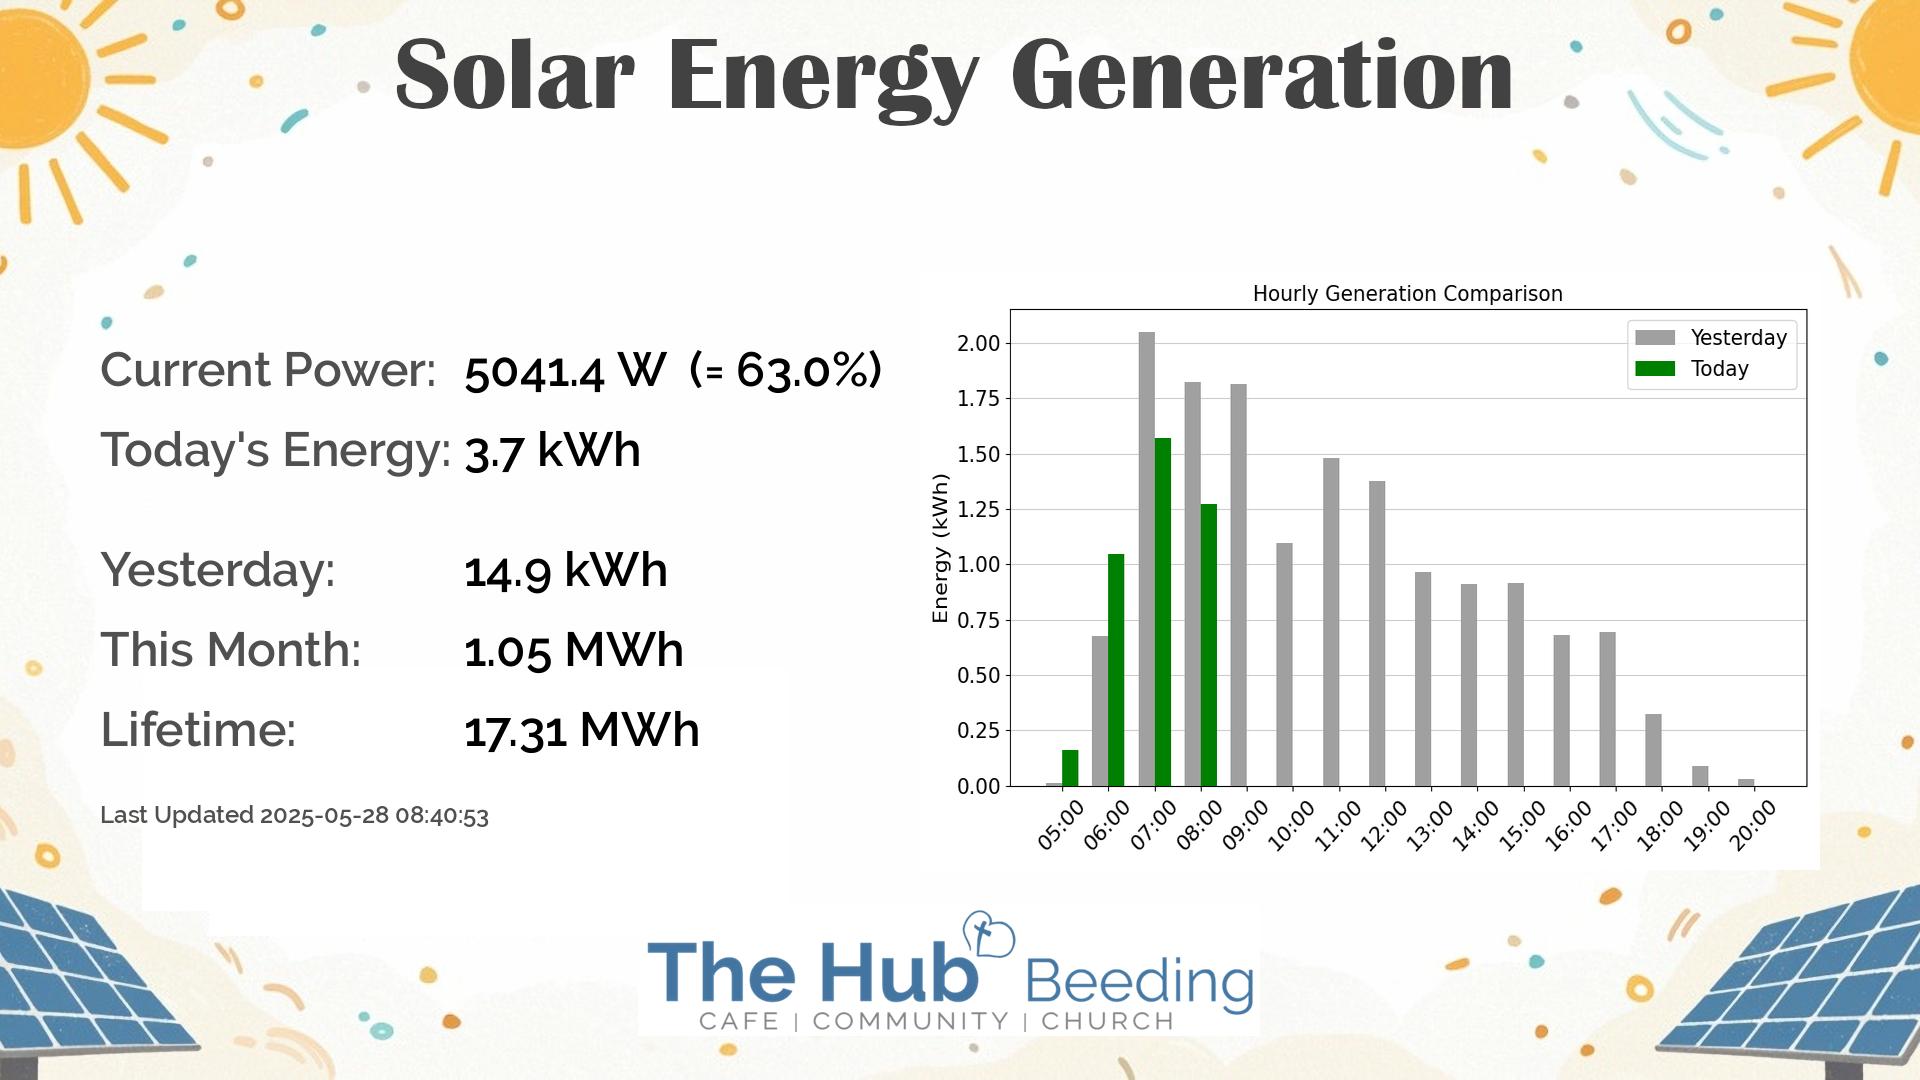 Solar Energy Generation
Current Power: 5041.4 W (= 63.0%)
Today's Energy: 3.7 kWh
Yesterday: 14.9 kWh
This Month: 1.05 MWh
Lifetime: 17.31 MWh
Last Updated 2025-05-28 08:40:53
Hourly Generation Comparison
Yesterday
Today
Energy (kWh)
2.00
1.75
1.50
1.25
1.00
0.75
0.50
0.25
0.00
05:00 06:00 07:00 08:00 09:00 10:00 11:00 12:00 13:00 14:00 15:00 16:00 17:00 18:00 19:00 20:00
The Hub Beeding
CAFE | COMMUNITY | CHURCH